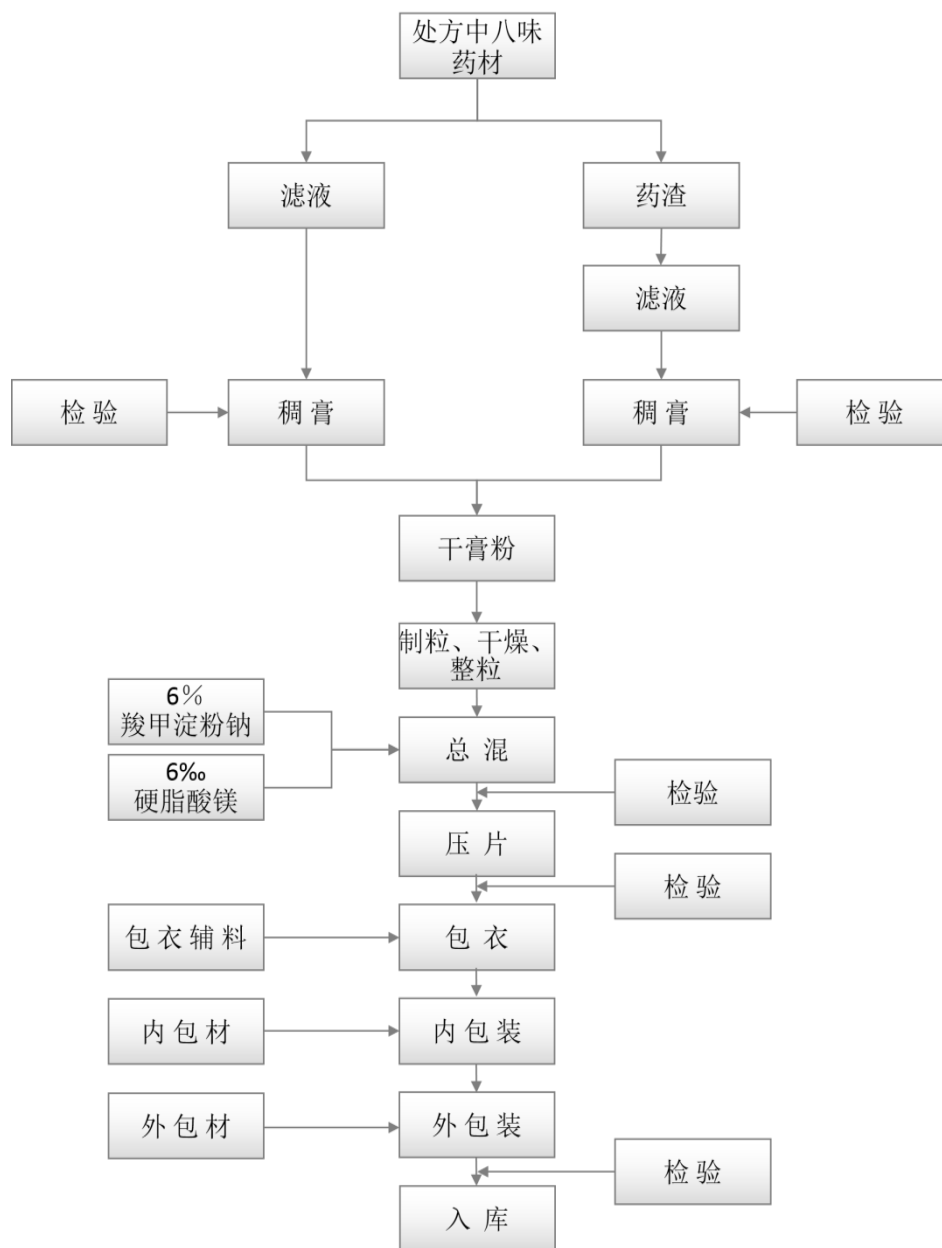 处方中八味
药材
滤液
药渣
滤液
检 验
稠 膏
稠 膏
检 验
干膏粉
制粒、干燥、
整粒
6％
羧甲淀粉钠
总 混
6‰
硬脂酸镁
检验
压 片
检 验
包 衣 辅 料
包 衣
内 包 材
内 包 装
外 包 材
外 包 装
检 验
入 库